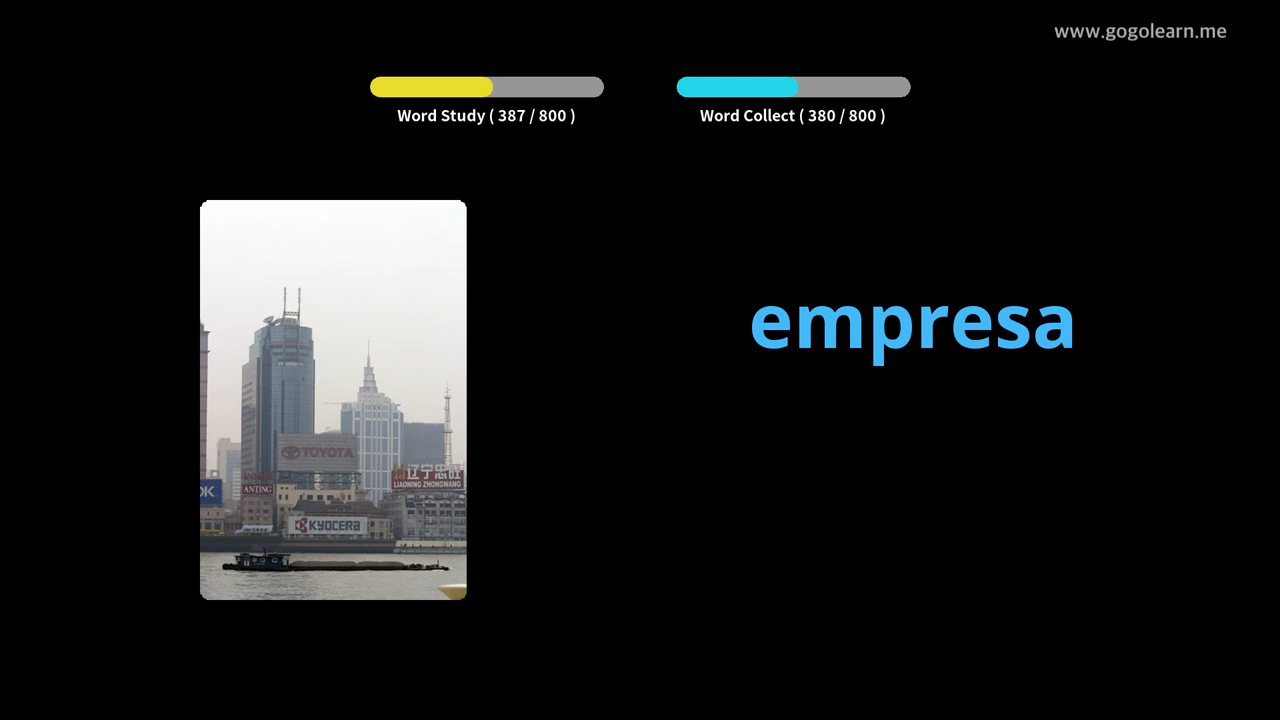 www.gogolearn.me
Word Study ( 387 / 800 )
Word Collect ( 380 / 800 )
empresa
TOYOTA
辽宁忠旺
LIAONING ZHONGWANG
ANTING
OK
KYOCERA